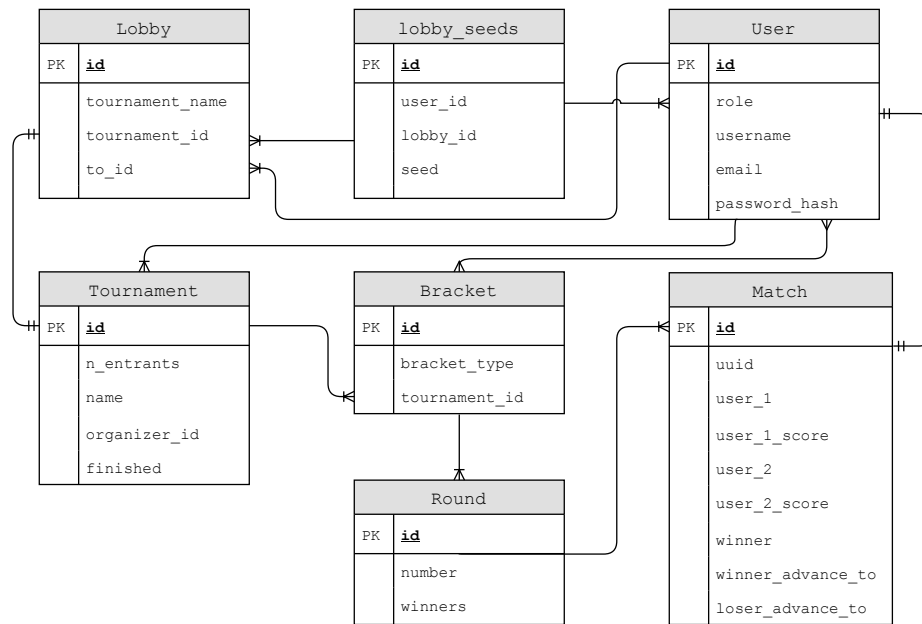 Lobby
PK id
tournament_name
tournament_id
to_id
lobby_seeds
PK id
user_id
lobby_id
seed
User
PK id
role
username
email
password_hash
Tournament
PK id
n_entrants
name
organizer_id
finished
Bracket
PK id
bracket_type
tournament_id
Match
PK id
uuid
user_1
user_1_score
user_2
user_2_score
winner
winner_advance_to
loser_advance_to
Round
PK id
number
winners